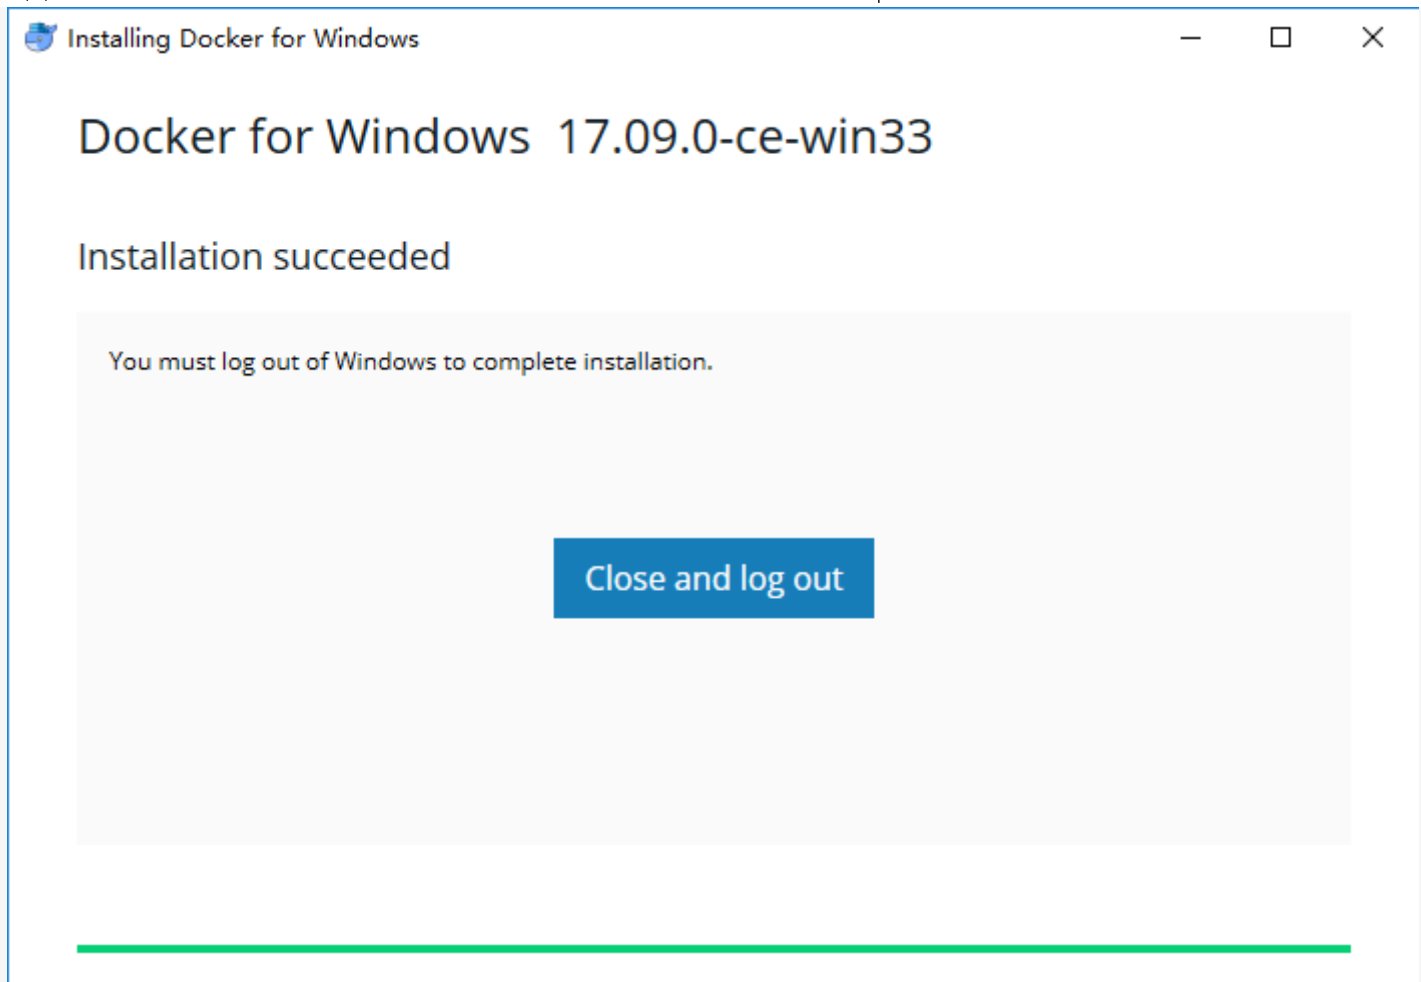 Installing Docker for Windows
Docker for Windows 17.09.0-ce-win33
Installation succeeded
You must log out of Windows to complete installation.
Close and log out